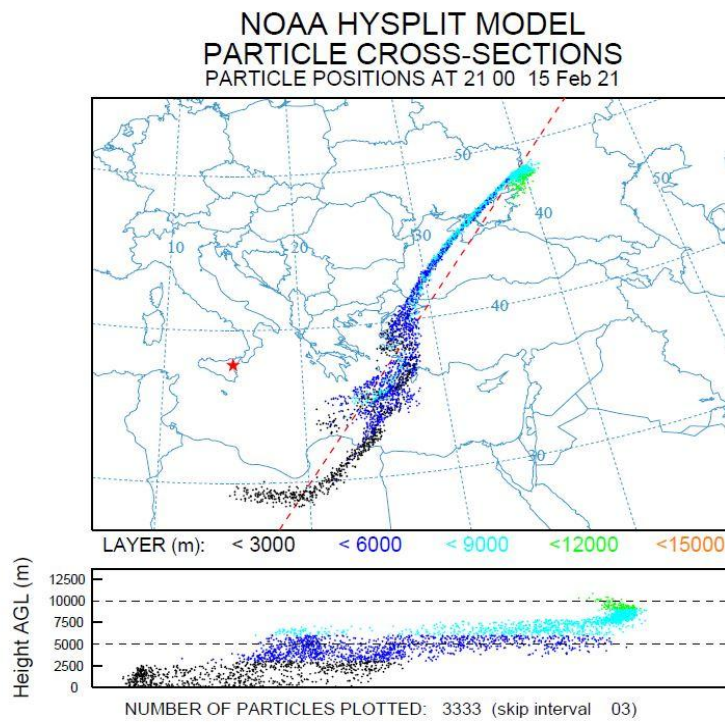 NOAA HYSPLIT MODEL
PARTICLE CROSS-SECTIONS
PARTICLE POSITIONS AT 21 00 15 Feb 21
50
50
40
10
20
30
40
30
LAYER (m): < 3000 < 6000 < 9000 <12000 <15000
Height AGL (m)
12500
10000
7500
5000
2500
0
NUMBER OF PARTICLES PLOTTED: 3333 (skip interval 03)